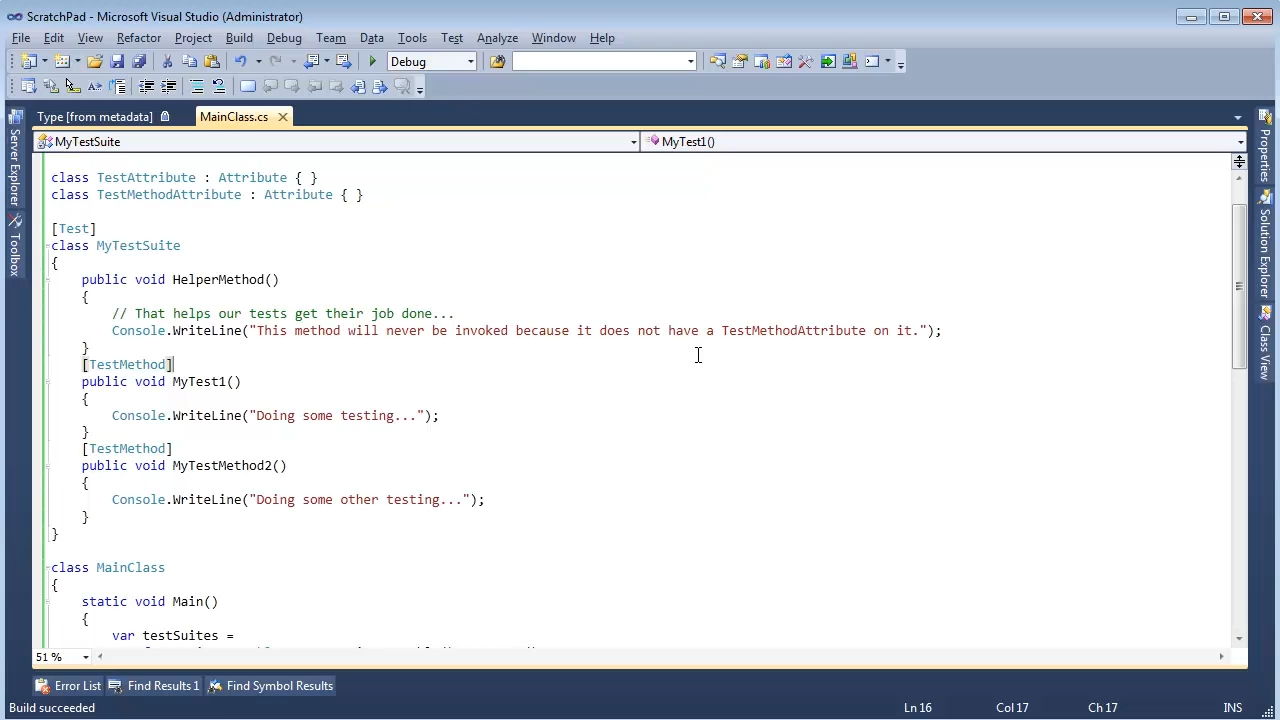 ScratchPad - Microsoft Visual Studio (Administrator)
File Edit View Refactor Project Build Debug Team Data Tools Test Analyze Window Help
Debug
Type [from metadata] MainClass.cs
MyTestSuite MyTest1()
Server Explorer
Toolbox
class TestAttribute : Attribute { }
class TestMethodAttribute : Attribute { }
[Test]
class MyTestSuite
{
public void HelperMethod()
{
// That helps our tests get their job done...
Console.WriteLine("This method will never be invoked because it does not have a TestMethodAttribute on it.");
}
[TestMethod]
public void MyTest1()
{
Console.WriteLine("Doing some testing...");
}
[TestMethod]
public void MyTestMethod2()
{
Console.WriteLine("Doing some other testing...");
}
}
class MainClass
{
static void Main()
{
var testSuites =
Properties
Solution Explorer
Class View
51 %
Error List Find Results 1 Find Symbol Results
Build succeeded Ln 16 Col 17 Ch 17 INS